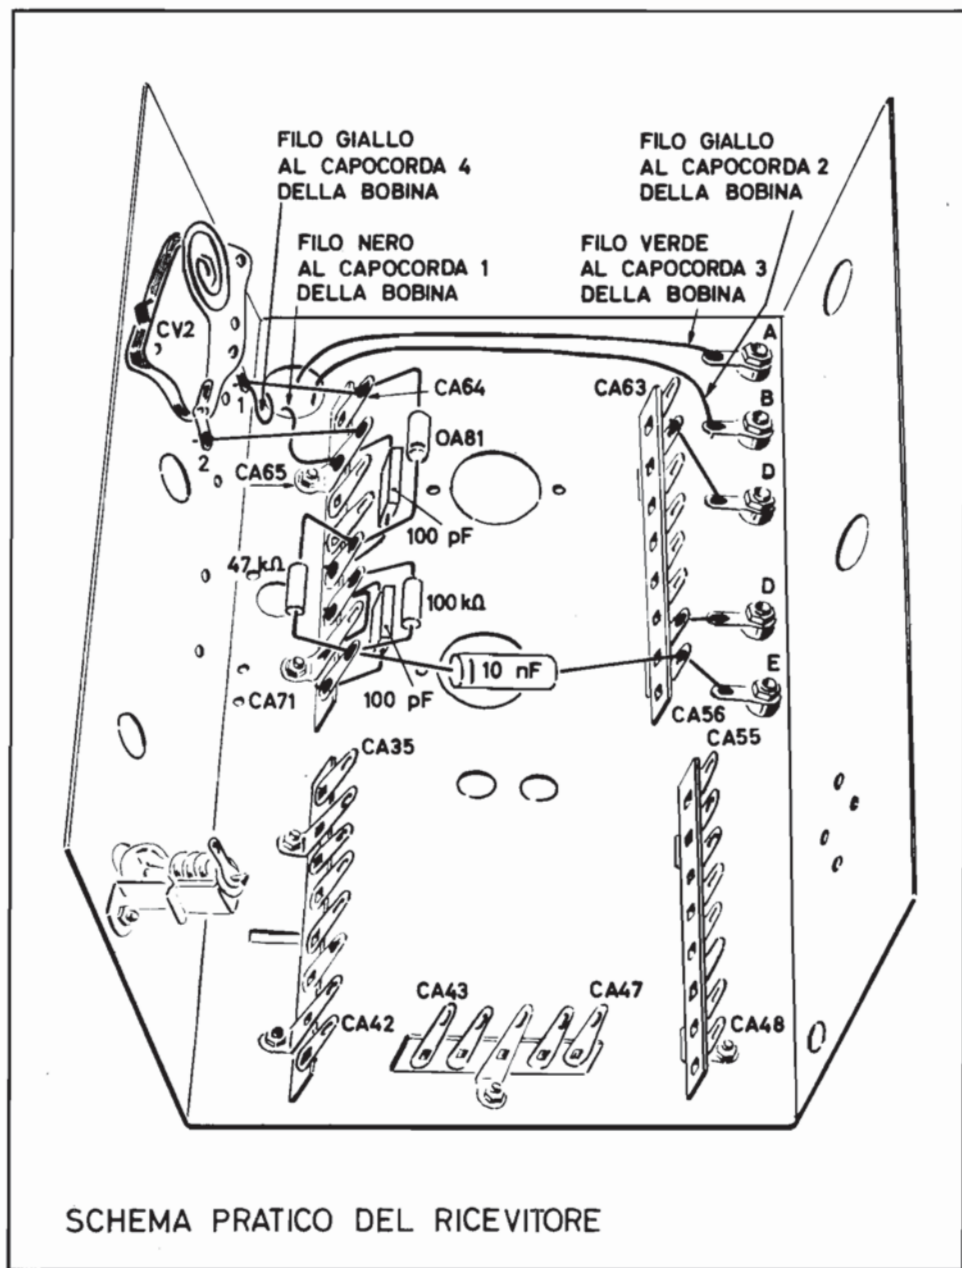 FILO GIALLO
AL CAPOCORDA 4
DELLA BOBINA
FILO GIALLO
AL CAPOCORDA 2
DELLA BOBINA
FILO NERO
AL CAPOCORDA 1
DELLA BOBINA
FILO VERDE
AL CAPOCORDA 3
DELLA BOBINA
CV2
A
1
CA64
CA63
B
OA81
2
CA65
D
100 pF
47 kΩ
100 kΩ
D
10 nF
E
CA71
100 pF
CA56
CA35
CA55
CA43
CA47
CA42
CA48
SCHEMA PRATICO DEL RICEVITORE